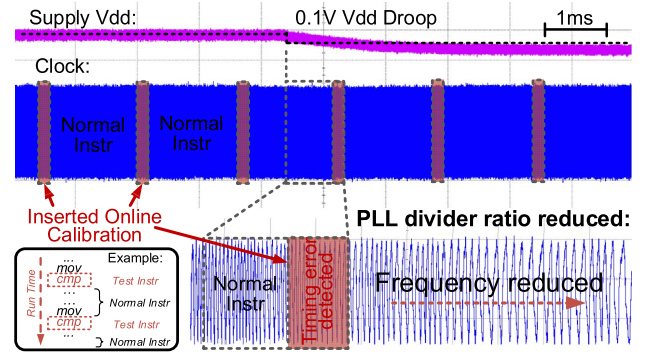 Supply Vdd:
0.1V Vdd Droop
1ms
Clock:
Normal
Instr
Normal
Instr
Inserted Online
Calibration
PLL divider ratio reduced:
Example:
Run Time
...
mov
cmp
Test Instr
...
Normal Instr
mov
cmp
Test Instr
...
Normal Instr
Normal
Instr
Timing error
detected
Frequency reduced